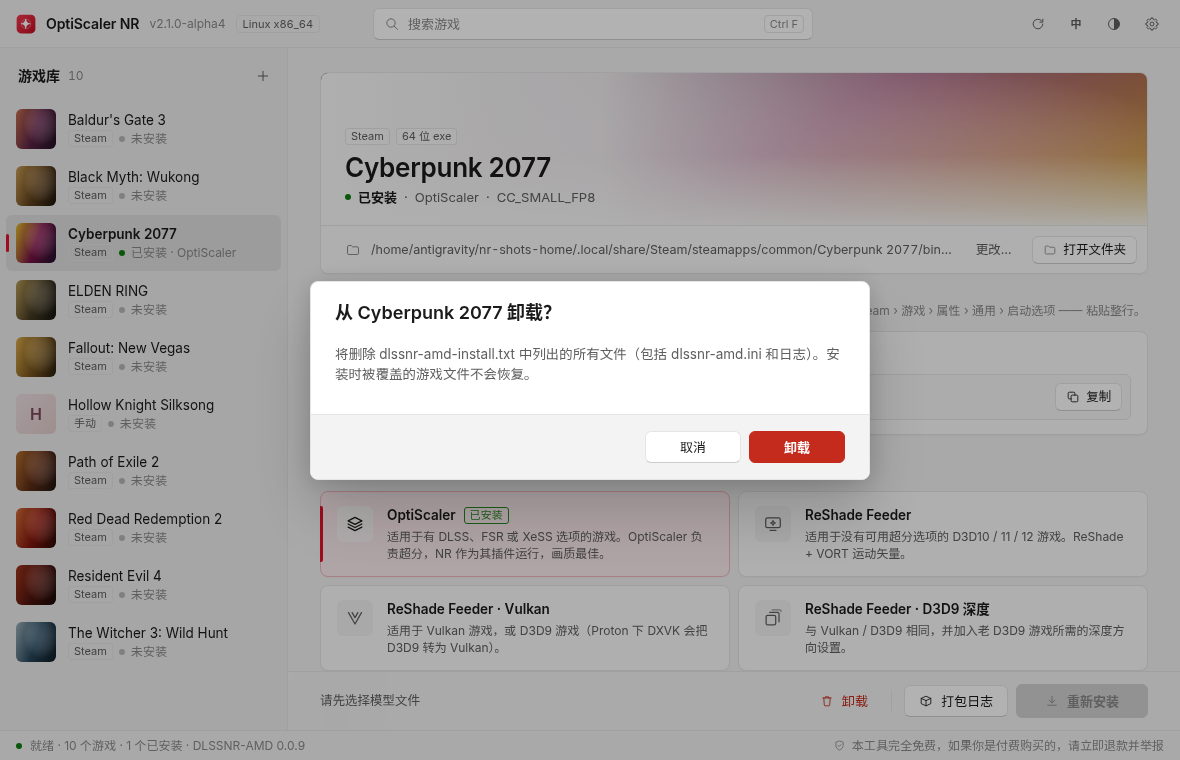 OptiScaler NR v2.1.0-alpha4 Linux x86_64
搜索游戏 Ctrl F
中
游戏库 10
Baldur's Gate 3
Steam 未安装
Black Myth: Wukong
Steam 未安装
Cyberpunk 2077
Steam 已安装 · OptiScaler
ELDEN RING
Steam 未安装
Fallout: New Vegas
Steam 未安装
H
Hollow Knight Silksong
手动 未安装
Path of Exile 2
Steam 未安装
Red Dead Redemption 2
Steam 未安装
Resident Evil 4
Steam 未安装
The Witcher 3: Wild Hunt
Steam 未安装
Steam 64 位 exe
Cyberpunk 2077
已安装 · OptiScaler · CC_SMALL_FP8
/home/antigravity/nr-shots-home/.local/share/Steam/steamapps/common/Cyberpunk 2077/bin... 更改... 打开文件夹
eam › 游戏 › 属性 › 通用 › 启动选项 —— 粘贴整行。
复制
从 Cyberpunk 2077 卸载?
将删除 dlssnr-amd-install.txt 中列出的所有文件（包括 dlssnr-amd.ini 和日志）。安
装时被覆盖的游戏文件不会恢复。
取消 卸载
OptiScaler 已安装
适用于有 DLSS、FSR 或 XeSS 选项的游戏。OptiScaler 负
责超分，NR 作为其插件运行，画质最佳。
ReShade Feeder
适用于没有可用超分选项的 D3D10 / 11 / 12 游戏。ReShade
+ VORT 运动矢量。
ReShade Feeder · Vulkan
适用于 Vulkan 游戏，或 D3D9 游戏（Proton 下 DXVK 会把
D3D9 转为 Vulkan）。
ReShade Feeder · D3D9 深度
与 Vulkan / D3D9 相同，并加入老 D3D9 游戏所需的深度方
向设置。
请先选择模型文件 卸载 打包日志 重新安装
就绪 · 10 个游戏 · 1 个已安装 · DLSSNR-AMD 0.0.9
本工具完全免费，如果你是付费购买的，请立即退款并举报